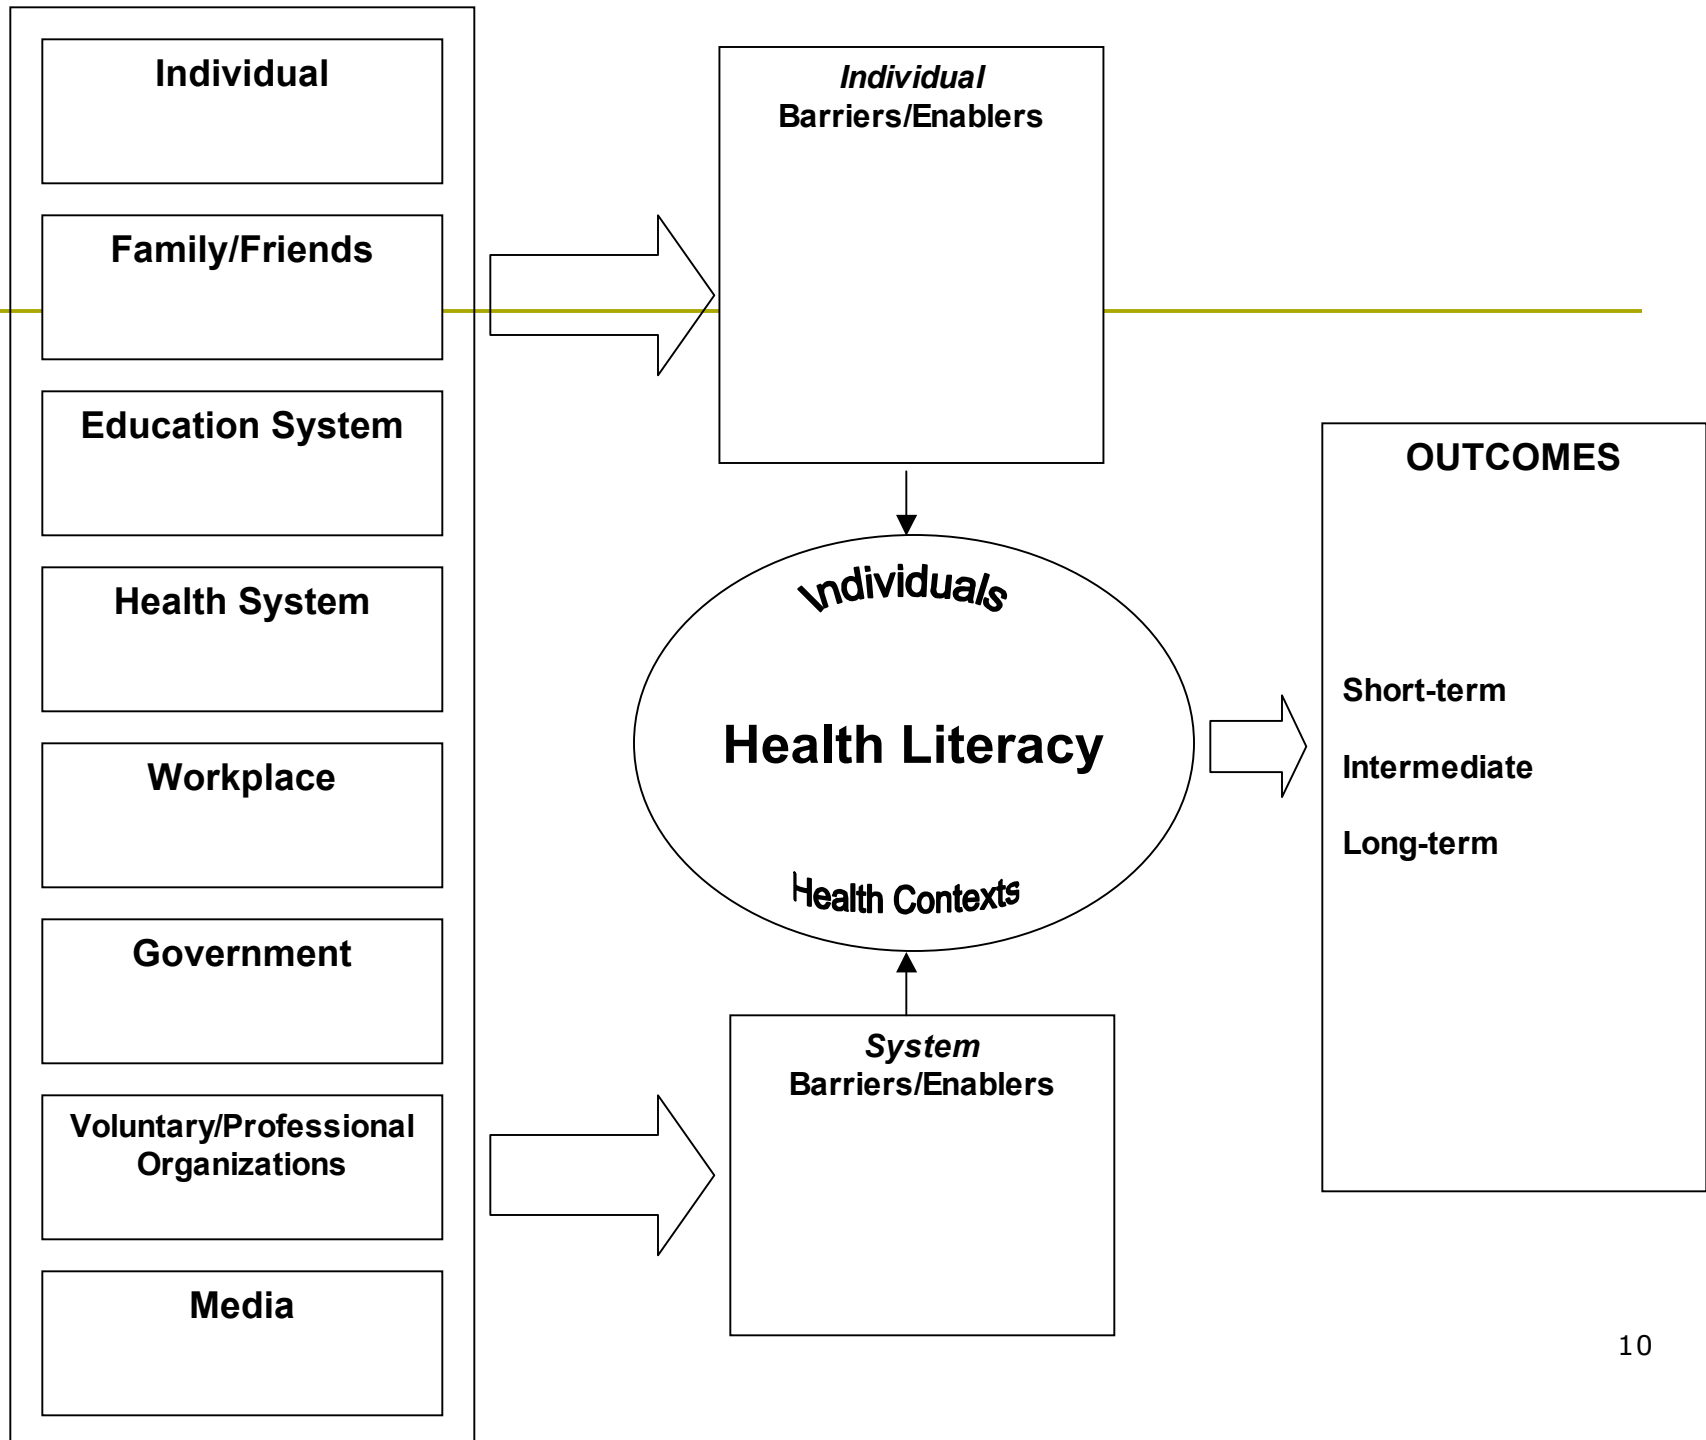 Individual
Family/Friends
Education System
Health System
Workplace
Government
Voluntary/Professional
Organizations
Media
Individual
Barriers/Enablers
Individuals
Health Literacy
Health Contexts
System
Barriers/Enablers
OUTCOMES
Short-term
Intermediate
Long-term
10